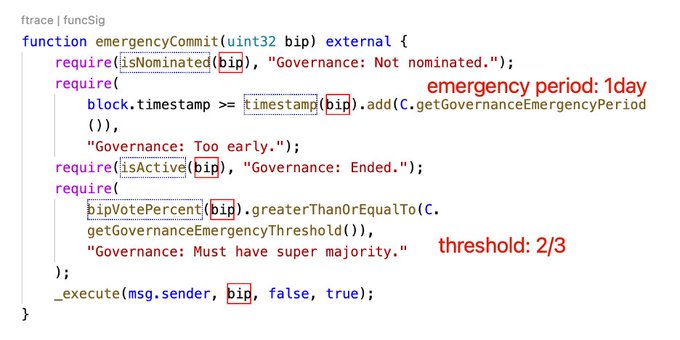 ftrace | funcSig
function emergencyCommit(uint32 bip) external {
require(isNominated(bip), "Governance: Not nominated.");
require(
emergency period: 1day
block.timestamp >= timestamp(bip).add(C.getGovernanceEmergencyPeriod
()),
"Governance: Too early.");
require(isActive(bip), "Governance: Ended.");
require(
bipVotePercent(bip).greaterThanOrEqualTo(C.
getGovernanceEmergencyThreshold()),
"Governance: Must have super majority."
threshold: 2/3
);
_execute(msg.sender, bip, false, true);
}